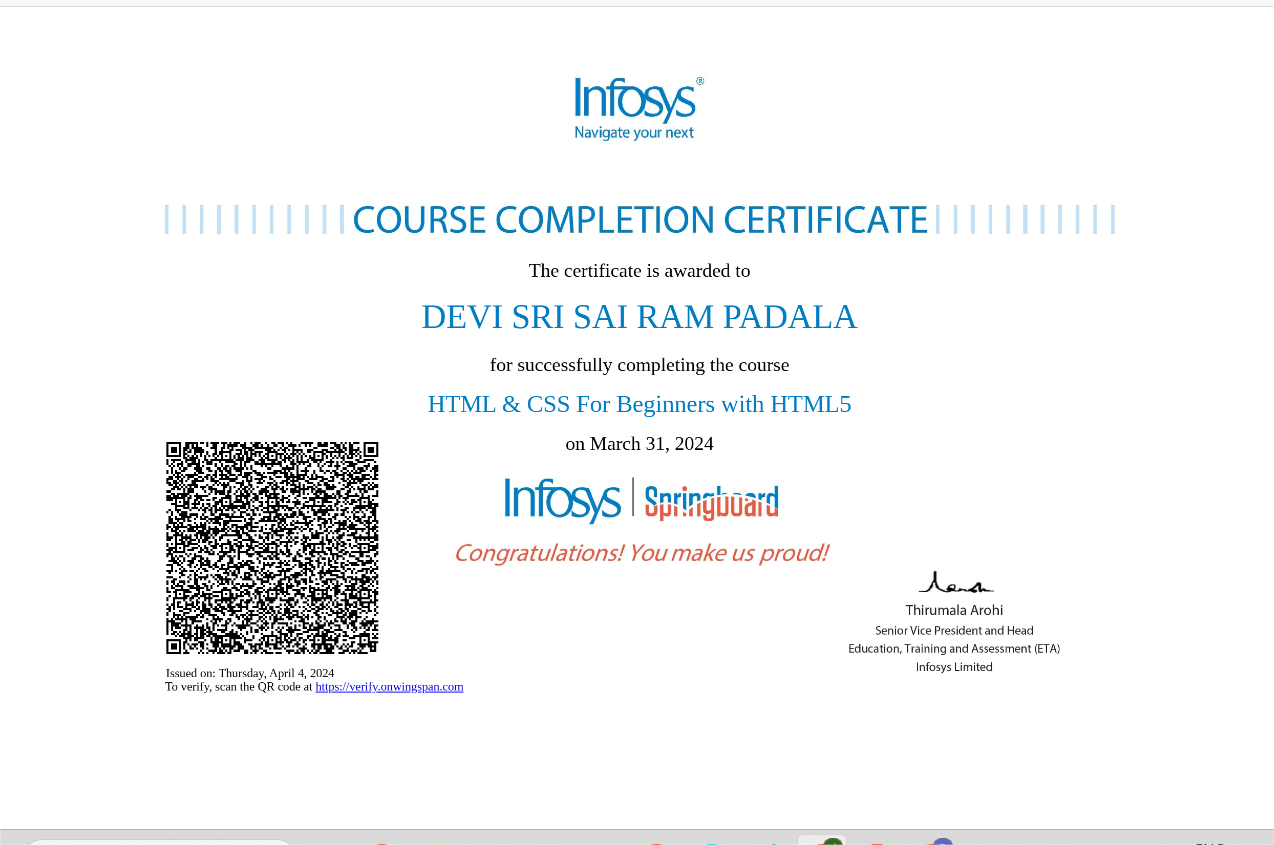 Infosys®
Navigate your next
COURSE COMPLETION CERTIFICATE
The certificate is awarded to
DEVI SRI SAI RAM PADALA
for successfully completing the course
HTML & CSS For Beginners with HTML5
on March 31, 2024
Infosys | Springboard
Congratulations! You make us proud!
Thirumala Arohi
Senior Vice President and Head
Education, Training and Assessment (ETA)
Infosys Limited
Issued on: Thursday, April 4, 2024
To verify, scan the QR code at https://verify.onwingspan.com